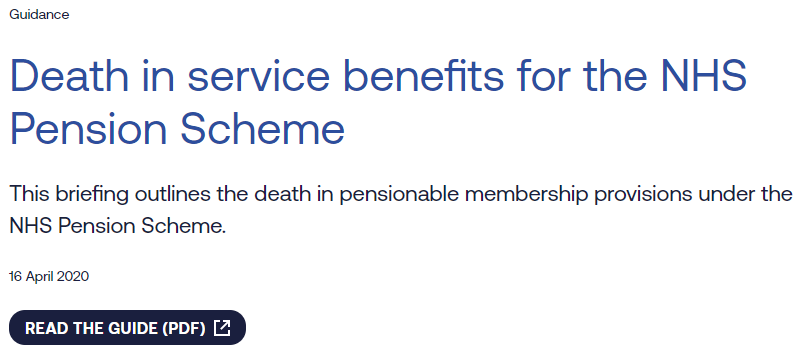 Guidance
Death in service benefits for the NHS
Pension Scheme
This briefing outlines the death in pensionable membership provisions under the
NHS Pension Scheme.
16 April 2020
READ THE GUIDE (PDF)